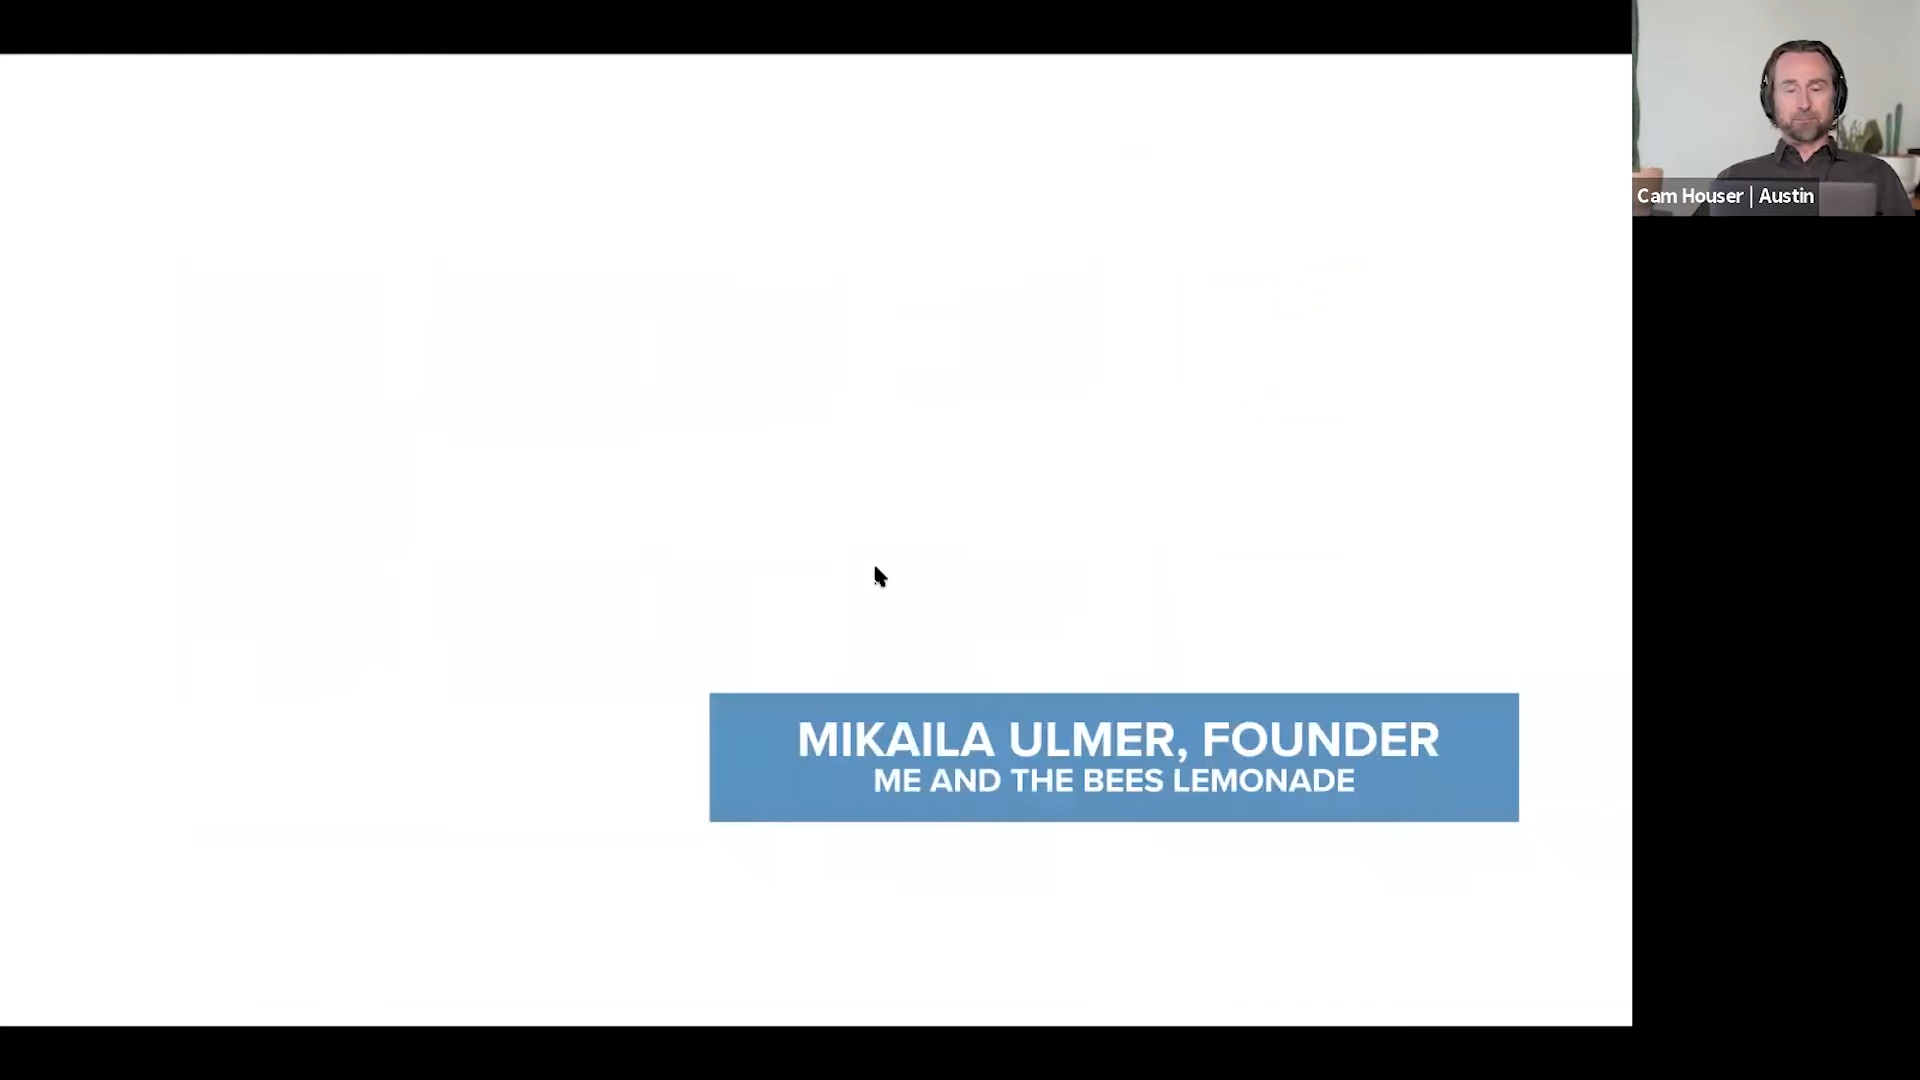 Cam Houser | Austin
MIKAILA ULMER, FOUNDER
ME AND THE BEES LEMONADE